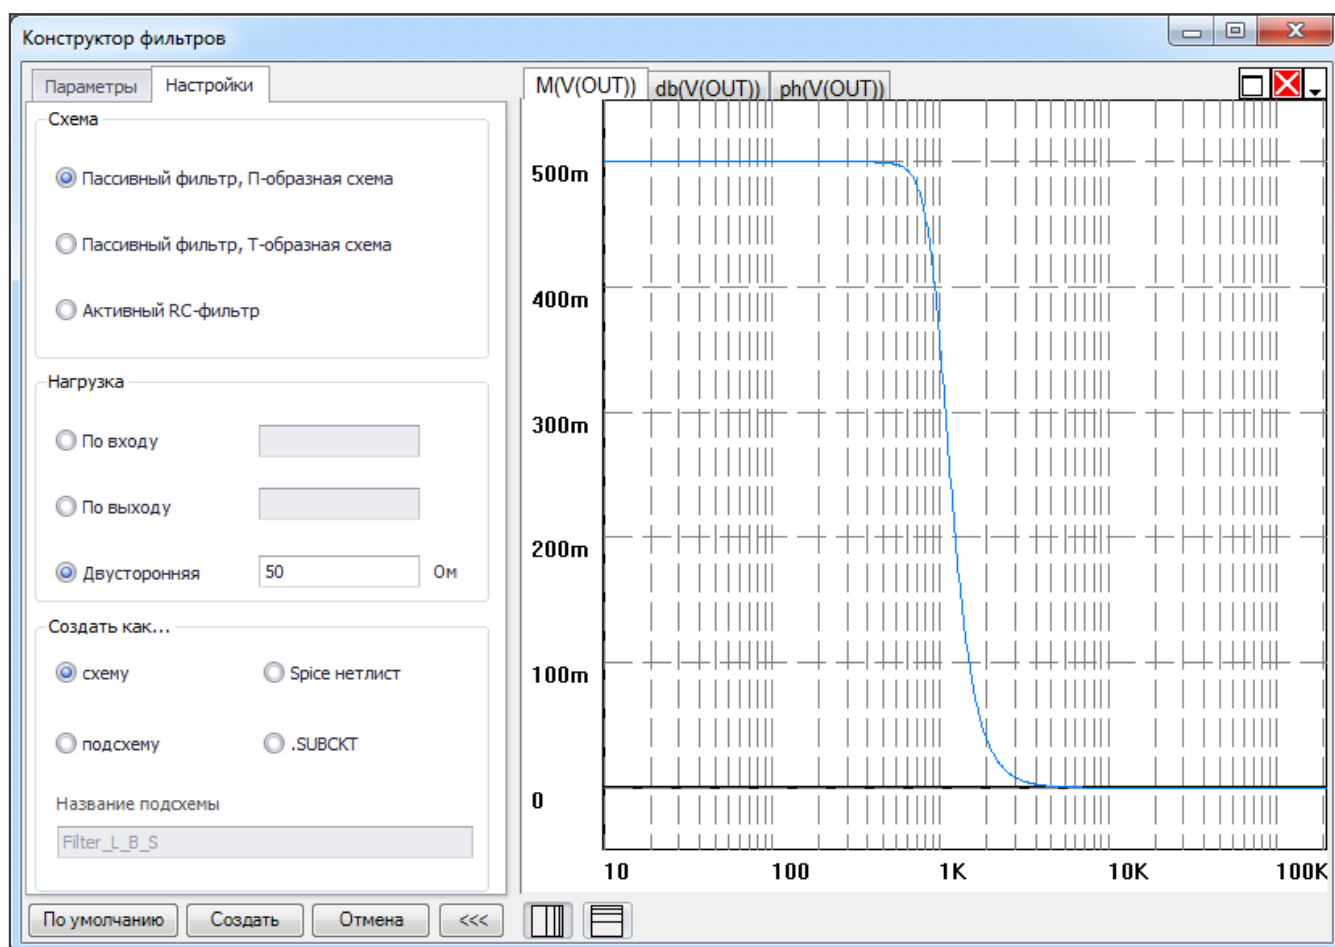 Конструктор фильтров
Параметры
Настройки
Схема
Пассивный фильтр, П-образная схема
Пассивный фильтр, Т-образная схема
Активный RC-фильтр
Нагрузка
По входу
По выходу
Двусторонняя 50 Ом
Создать как...
схему Spice нетлист
подсхему .SUBCKT
Название подсхемы
Filter_L_B_S
По умолчанию Создать Отмена <<<
M(V(OUT)) db(V(OUT)) ph(V(OUT))
500m
400m
300m
200m
100m
0
10 100 1K 10K 100K